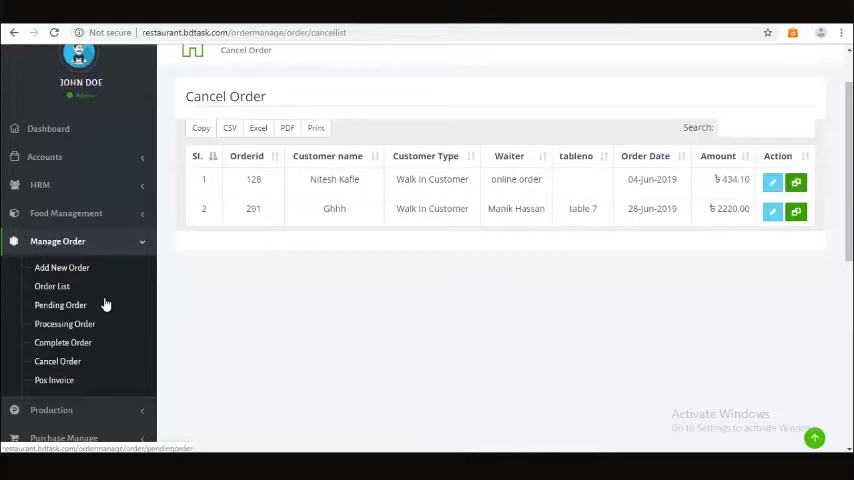 Not secure | restaurant.bdtask.com/ordermanage/order/cancellist
Cancel Order
JOHN DOE
Admin
Dashboard
Accounts
HRM
Food Management
Manage Order
Add New Order
Order List
Pending Order
Processing Order
Complete Order
Cancel Order
Pos Invoice
Production
Purchase Manage
restaurant.bdtask.com/ordermanage/order/pendingorder
Cancel Order
Copy CSV Excel PDF Print Search:
Sl. Orderid Customer name Customer Type Waiter tableno Order Date Amount Action
1 128 Nitesh Kafle Walk In Customer online order 04-Jun-2019 ৳ 434.10
2 291 Ghhh Walk In Customer Manik Hassan table 7 28-Jun-2019 ৳ 2220.00
Activate Windows
Go to Settings to activate Windows.